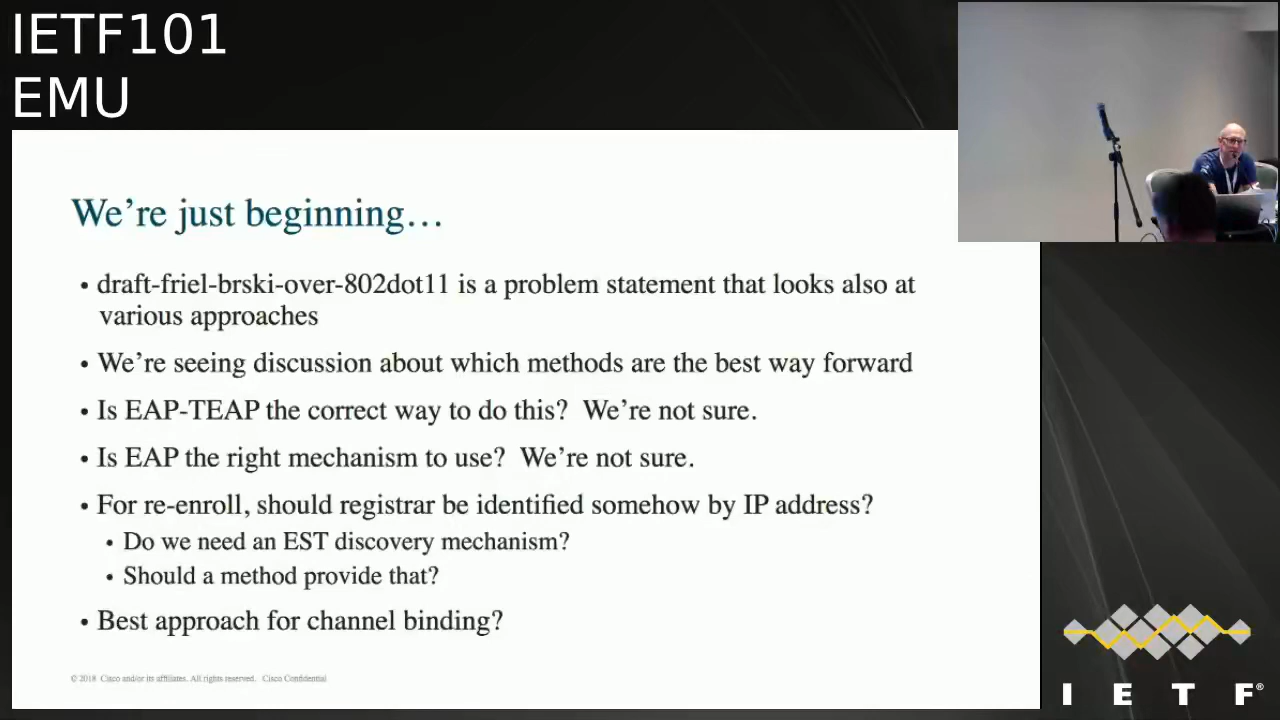 IETF101
EMU
We're just beginning…
• draft-friel-brski-over-802dot11 is a problem statement that looks also at
various approaches
• We're seeing discussion about which methods are the best way forward
• Is EAP-TEAP the correct way to do this?  We're not sure.
• Is EAP the right mechanism to use?  We're not sure.
• For re-enroll, should registrar be identified somehow by IP address?
• Do we need an EST discovery mechanism?
• Should a method provide that?
• Best approach for channel binding?
© 2018 Cisco and/or its affiliates. All rights reserved. Cisco Confidential
I E T F®